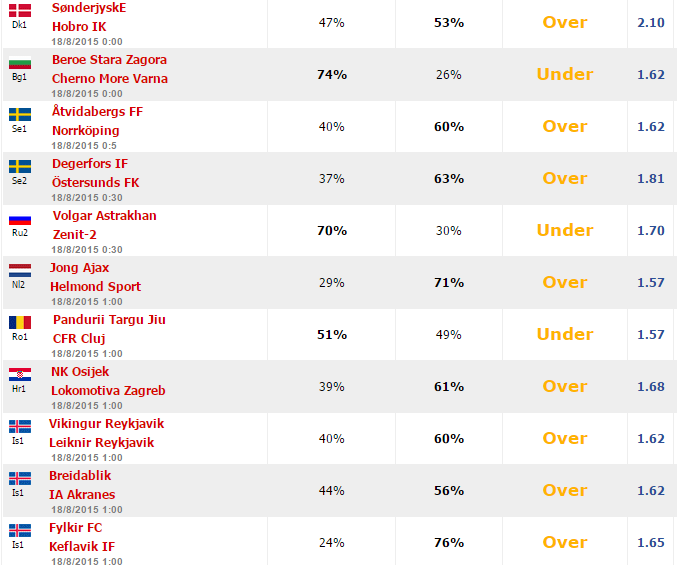 SønderjyskE
Dk1 Hobro IK 47% 53% Over 2.10
18/8/2015 0:00
Beroe Stara Zagora
Bg1 Cherno More Varna 74% 26% Under 1.62
18/8/2015 0:00
Åtvidabergs FF
Se1 Norrköping 40% 60% Over 1.62
18/8/2015 0:5
Degerfors IF
Se2 Östersunds FK 37% 63% Over 1.81
18/8/2015 0:30
Volgar Astrakhan
Ru2 Zenit-2 70% 30% Under 1.70
18/8/2015 0:30
Jong Ajax
Nl2 Helmond Sport 29% 71% Over 1.57
18/8/2015 1:00
Pandurii Targu Jiu
Ro1 CFR Cluj 51% 49% Under 1.57
18/8/2015 1:00
NK Osijek
Hr1 Lokomotiva Zagreb 39% 61% Over 1.68
18/8/2015 1:00
Vikingur Reykjavik
Is1 Leiknir Reykjavik 40% 60% Over 1.62
18/8/2015 1:00
Breidablik
Is1 IA Akranes 44% 56% Over 1.62
18/8/2015 1:00
Fylkir FC
Is1 Keflavik IF 24% 76% Over 1.65
18/8/2015 1:00